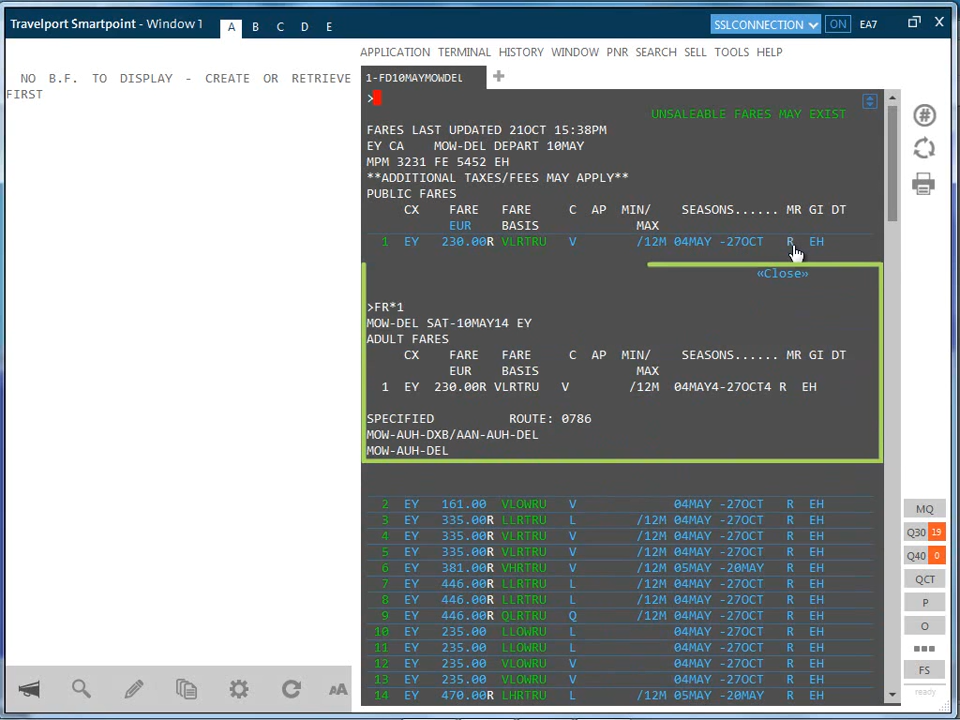 Travelport Smartpoint - Window 1
A B C D E
SSLCONNECTION ON EA7
APPLICATION TERMINAL HISTORY WINDOW PNR SEARCH SELL TOOLS HELP
NO B.F. TO DISPLAY - CREATE OR RETRIEVE
FIRST
1-FD10MAYMOWDEL
>
UNSALEABLE FARES MAY EXIST
FARES LAST UPDATED 21OCT 15:38PM
EY CA MOW-DEL DEPART 10MAY
MPM 3231 FE 5452 EH
**ADDITIONAL TAXES/FEES MAY APPLY**
PUBLIC FARES
CX FARE FARE C AP MIN/ SEASONS...... MR GI DT
EUR BASIS MAX
1 EY 230.00R VLRTRU V /12M 04MAY -27OCT R EH
«Close»
>FR*1
MOW-DEL SAT-10MAY14 EY
ADULT FARES
CX FARE FARE C AP MIN/ SEASONS...... MR GI DT
EUR BASIS MAX
1 EY 230.00R VLRTRU V /12M 04MAY4-27OCT4 R EH
SPECIFIED ROUTE: 0786
MOW-AUH-DXB/AAN-AUH-DEL
MOW-AUH-DEL
2 EY 161.00 VLOWRU V 04MAY -27OCT R EH
3 EY 335.00R LLRTRU L /12M 04MAY -27OCT R EH
4 EY 335.00R VLRTRU V /12M 04MAY -27OCT R EH
5 EY 335.00R VLRTRU V /12M 04MAY -27OCT R EH
6 EY 381.00R VHRTRU V /12M 05MAY -20MAY R EH
7 EY 446.00R LLRTRU L /12M 04MAY -27OCT R EH
8 EY 446.00R LLRTRU L /12M 04MAY -27OCT R EH
9 EY 446.00R QLRTRU Q /12M 04MAY -27OCT R EH
10 EY 235.00 LLOWRU L 04MAY -27OCT R EH
11 EY 235.00 LLOWRU L 04MAY -27OCT R EH
12 EY 235.00 VLOWRU V 04MAY -27OCT R EH
13 EY 235.00 VLOWRU V 04MAY -27OCT R EH
14 EY 470.00R LHRTRU L /12M 05MAY -20MAY R EH
MQ
Q30 19
Q40 0
QCT
P
O
FS
ready
aA